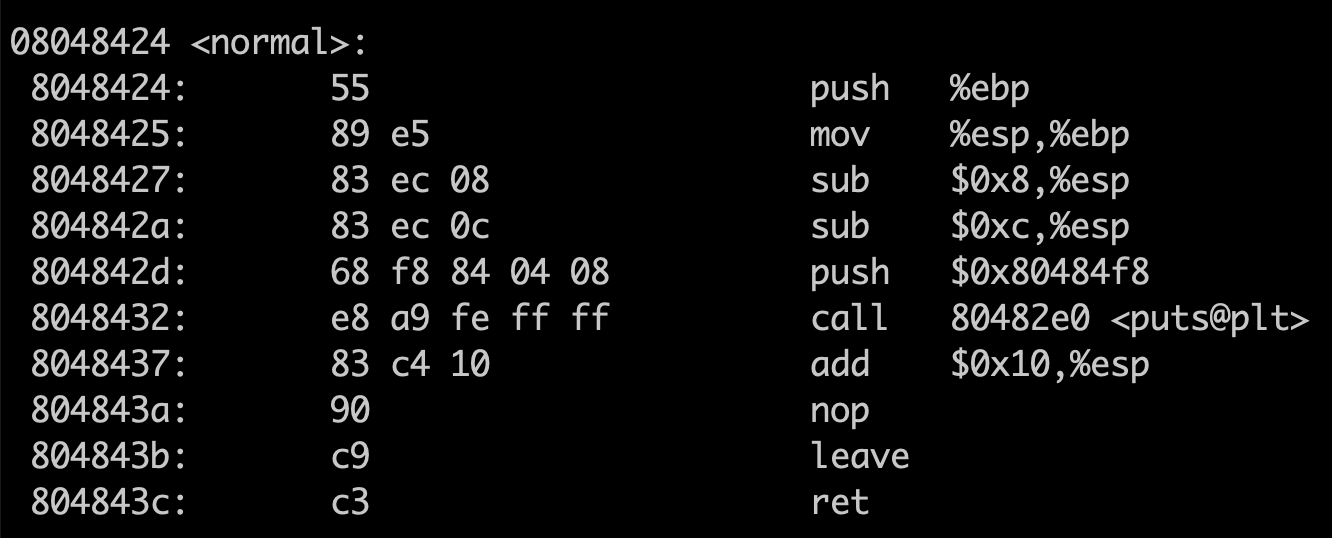 08048424 <normal>:
8048424: 55 push %ebp
8048425: 89 e5 mov %esp,%ebp
8048427: 83 ec 08 sub $0x8,%esp
804842a: 83 ec 0c sub $0xc,%esp
804842d: 68 f8 84 04 08 push $0x80484f8
8048432: e8 a9 fe ff ff call 80482e0 <puts@plt>
8048437: 83 c4 10 add $0x10,%esp
804843a: 90 nop
804843b: c9 leave
804843c: c3 ret